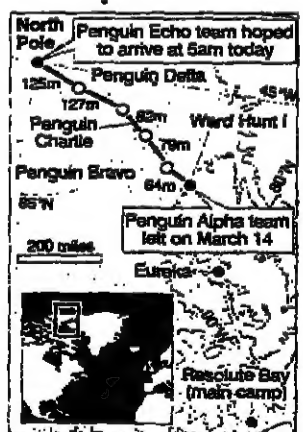 North
Pole
Penguin Echo team hoped
to arrive at 5am today
Penguin Delta
125m
127m
45°W
Penguin
Charlie
82m
Ward Hunt I
79m
Penguin Bravo
64m
85°N
80°N
Penguin Alpha team
left on March 14
200 miles
Eureka
Resolute Bay
(main camp)